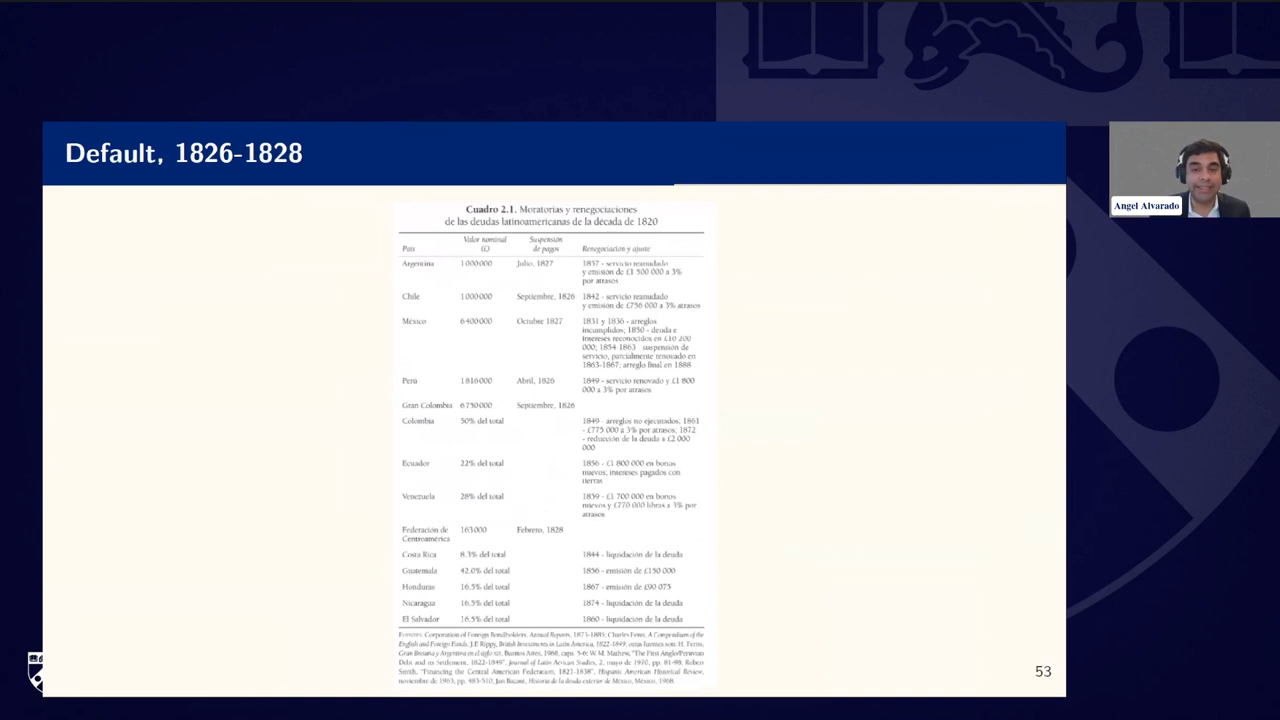 Default, 1826-1828
Angel Alvarado
Cuadro 2.1. Moratorias y renegociaciones
de las deudas latinoamericanas de la década de 1820
País
Valor nominal
(£)
Suspensión
de pagos
Renegociación y ajuste
Argentina 1 000 000 Julio, 1827 1857 - servicio reanudado
y emisión de £1 500 000 a 3%
por atrasos
Chile 1 000 000 Septiembre, 1826 1842 - servicio reanudado
y emisión de £756 000 a 3% atrasos
México 6 400 000 Octubre 1827 1831 y 1836 - arreglos
incumplidos; 1850 - deuda e
intereses reconocidos en £10 200
000; 1854-1863 suspensión de
servicio, parcialmente renovado en
1863-1867; arreglo final en 1888
Perú 1 816 000 Abril, 1826 1849 - servicio renovado y £1 800
000 a 3% por atrasos
Gran Colombia 6 750 000 Septiembre, 1826
Colombia 50% del total 1849 - arreglos no ejecutados; 1861
- £775 000 a 3% por atrasos; 1872
- reducción de la deuda a £2 000
000
Ecuador 22% del total 1856 - £1 800 000 en bonos
nuevos; intereses pagados con
tierras
Venezuela 28% del total 1859 - £1 700 000 en bonos
nuevos y £770 000 libras a 3% por
atrasos
Federación de 163 000 Febrero, 1828
Centroamérica
Costa Rica 8.3% del total 1844 - liquidación de la deuda
Guatemala 42.0% del total 1856 - emisión de £150 000
Honduras 16.5% del total 1867 - emisión de £90 075
Nicaragua 16.5% del total 1874 - liquidación de la deuda
El Salvador 16.5% del total 1860 - liquidación de la deuda
FUENTES: Corporation of Foreign Bondholders, Annual Reports, 1873-1885; Charles Fenn, A Compendium of the
English and Foreign Funds; J.F. Rippy, British Investments in Latin America, 1822-1949, otras fuentes son: H. Ferns,
Gran Bretaña y Argentina en el siglo XIX, Buenos Aires, 1968, caps. 5-6; W. M. Mathew, "The First Anglo-Peruvian
Debt and its Settlement, 1822-1849", Journal of Latin American Studies, 2, mayo de 1970, pp. 81-98; Robert
Smith, "Financing the Central American Federation, 1821-1838", Hispanic American Historical Review,
noviembre de 1963, pp. 483-510; Jan Bazant, Historia de la deuda exterior de México, México, 1968.
53